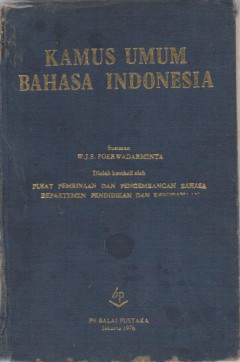 KAMUS UMUM
BAHASA INDONESIA
Susunan
W.J.S. POERWADARMINTA
Diolah kembali oleh
PUSAT PEMBINAAN DAN PENGEMBANGAN BAHASA
DEPARTEMEN PENDIDIKAN DAN KEBUDAYAAN
bp
PN BALAI PUSTAKA
Jakarta 1976